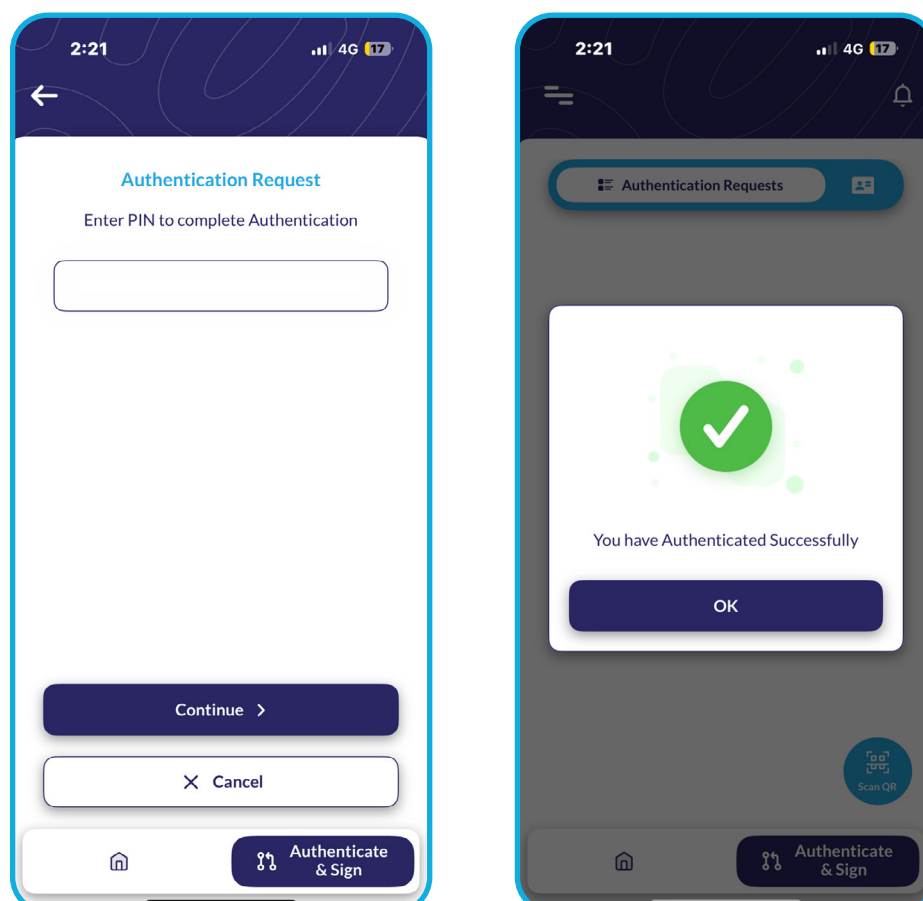 2:21
4G 17
Authentication Request
Enter PIN to complete Authentication
Continue
Cancel
Authenticate
& Sign
2:21
4G 17
Authentication Requests
You have Authenticated Successfully
OK
Scan QR
Authenticate
& Sign